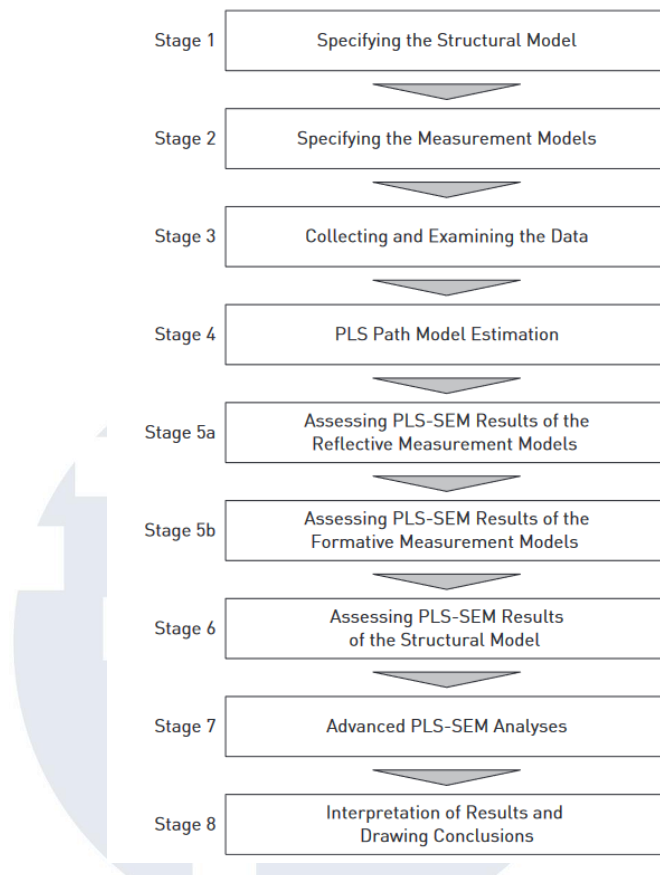 Stage 1
Specifying the Structural Model
Stage 2
Specifying the Measurement Models
Stage 3
Collecting and Examining the Data
Stage 4
PLS Path Model Estimation
Stage 5a
Assessing PLS-SEM Results of the
Reflective Measurement Models
Stage 5b
Assessing PLS-SEM Results of the
Formative Measurement Models
Stage 6
Assessing PLS-SEM Results
of the Structural Model
Stage 7
Advanced PLS-SEM Analyses
Stage 8
Interpretation of Results and
Drawing Conclusions